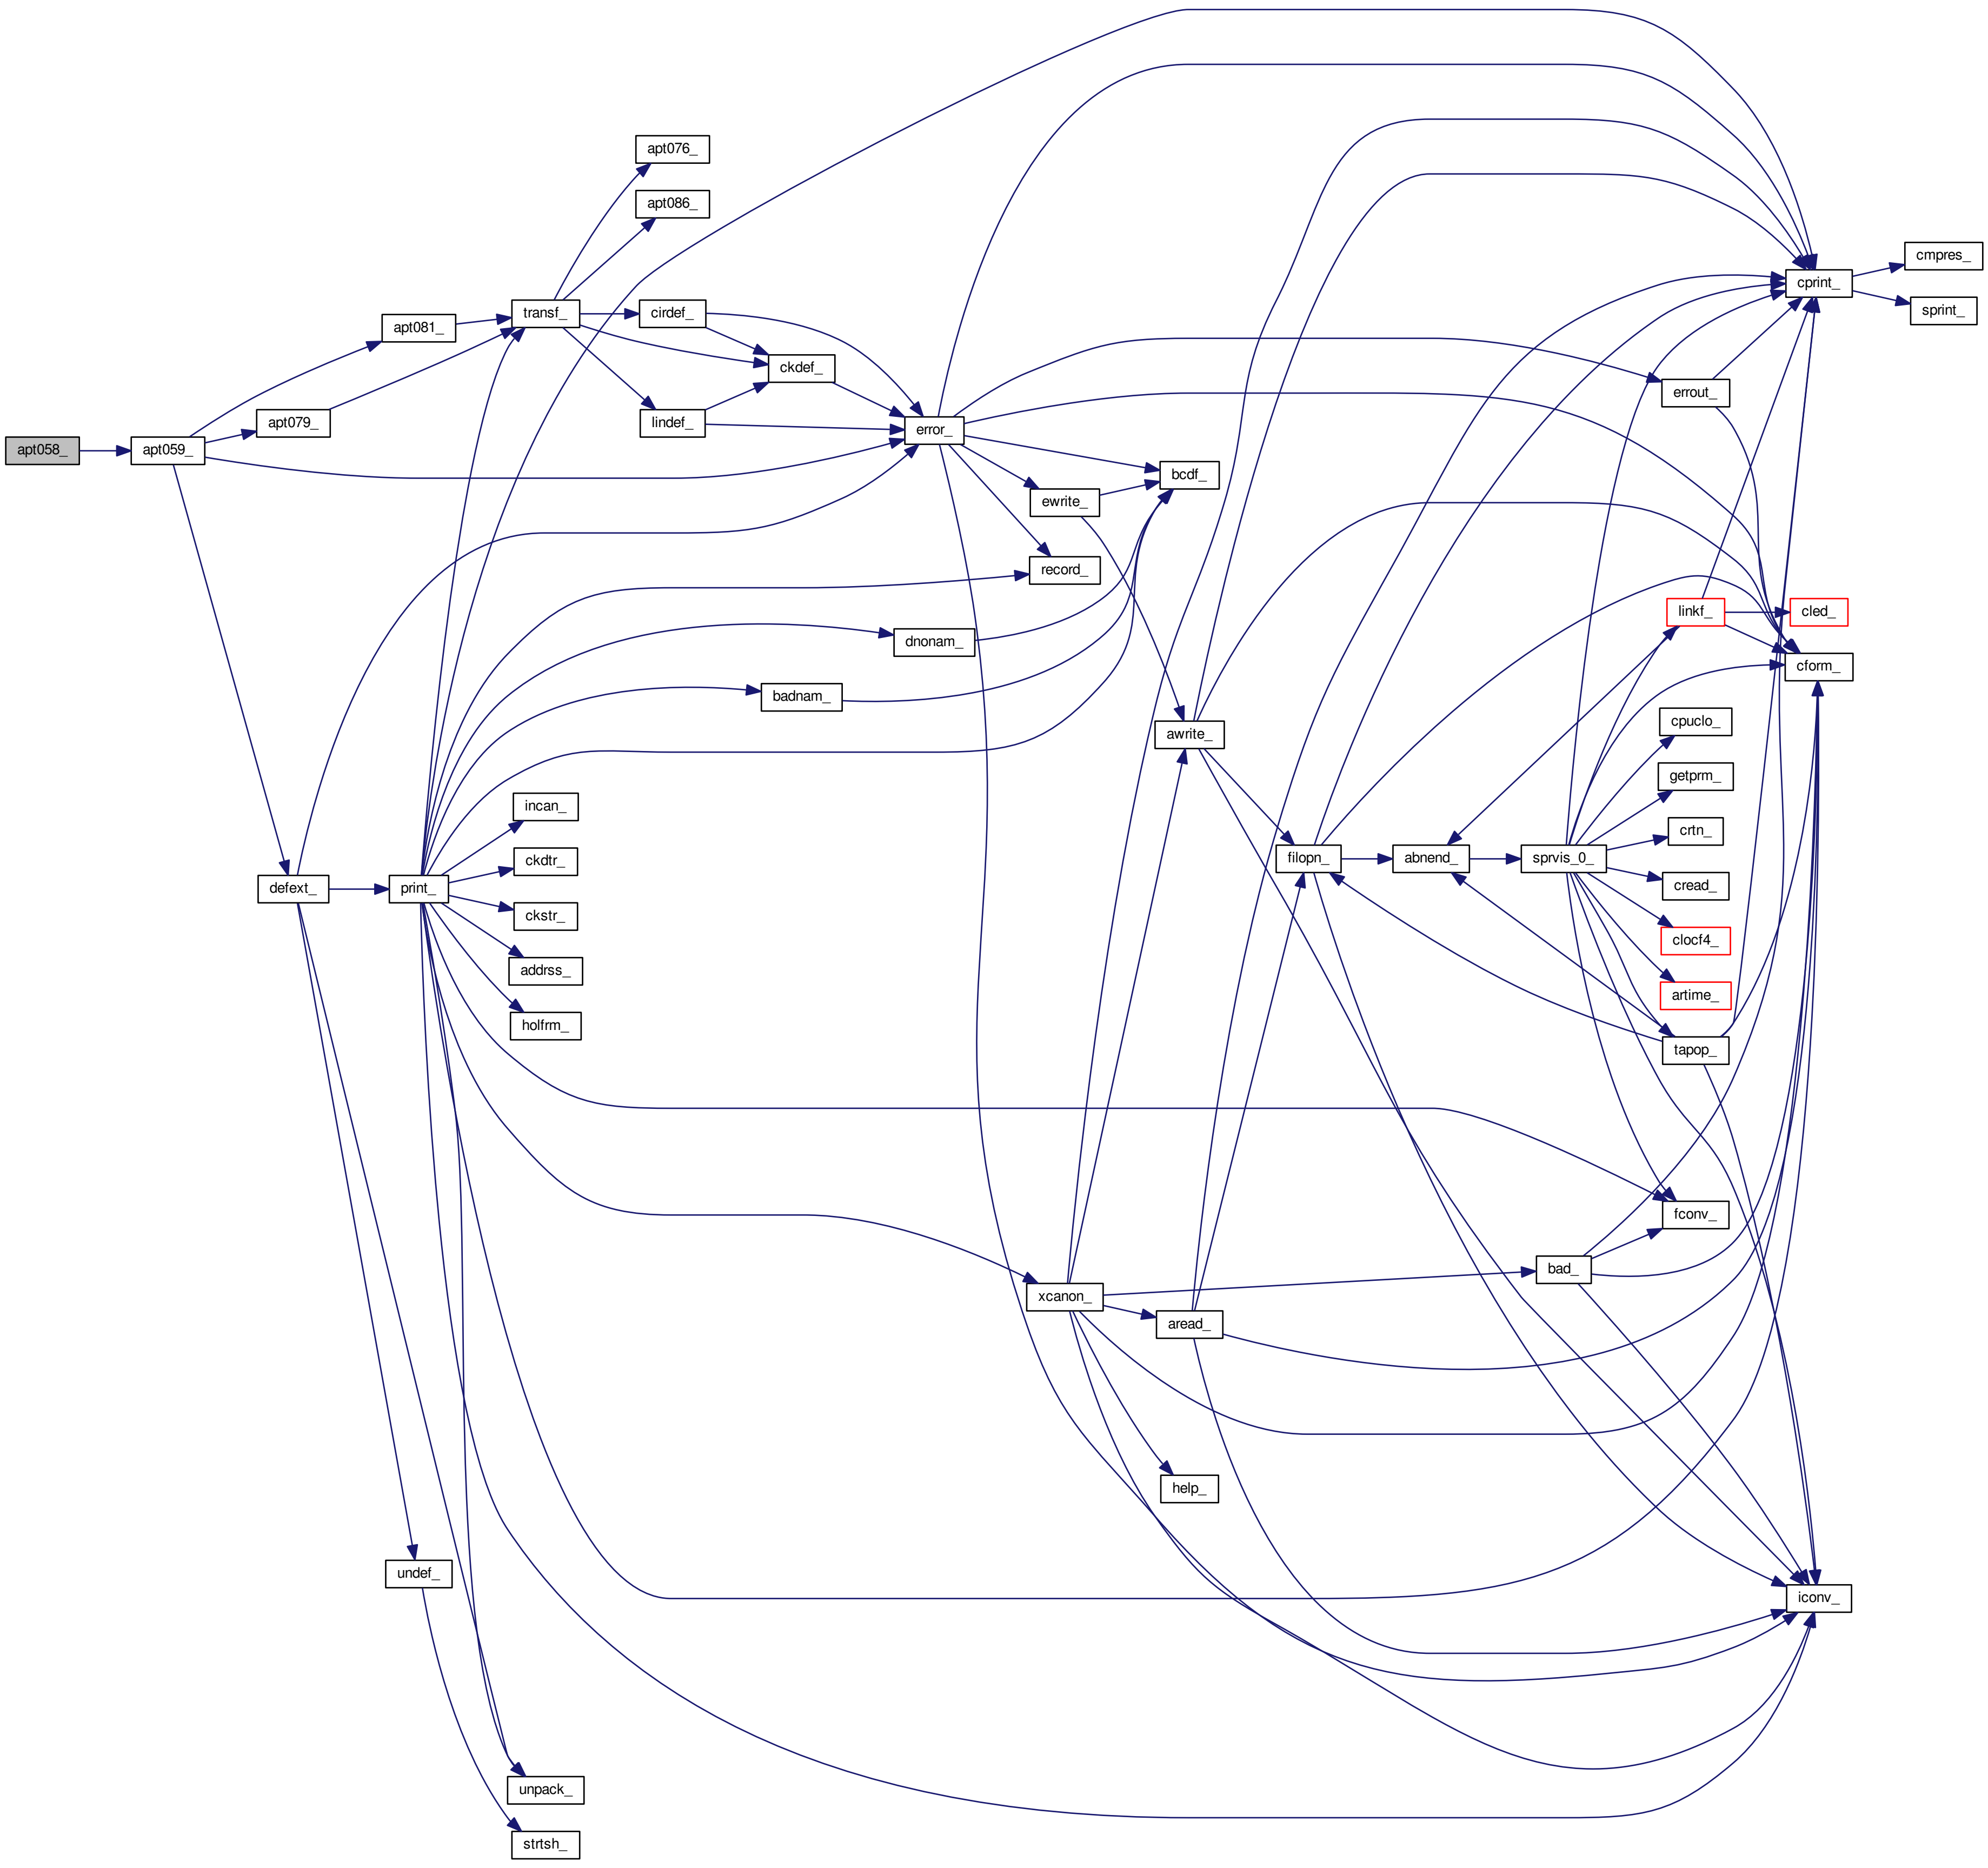 apt076_
apt086_
cmpres_
cprint_
sprint_
transf_
cirdef_
apt081_
ckdef_
errout_
apt079_
lindef_
error_
apt058_
apt059_
bcdf_
ewrite_
record_
linkf_
cled_
dnonam_
cform_
badnam_
cpuclo_
awrite_
getprm_
incan_
crtn_
ckdtr_
filopn_
abnend_
sprvis_0_
defext_
print_
cread_
ckstr_
clocf4_
addrss_
artime_
holfrm_
tapop_
fconv_
bad_
xcanon_
aread_
help_
undef_
iconv_
unpack_
strtsh_